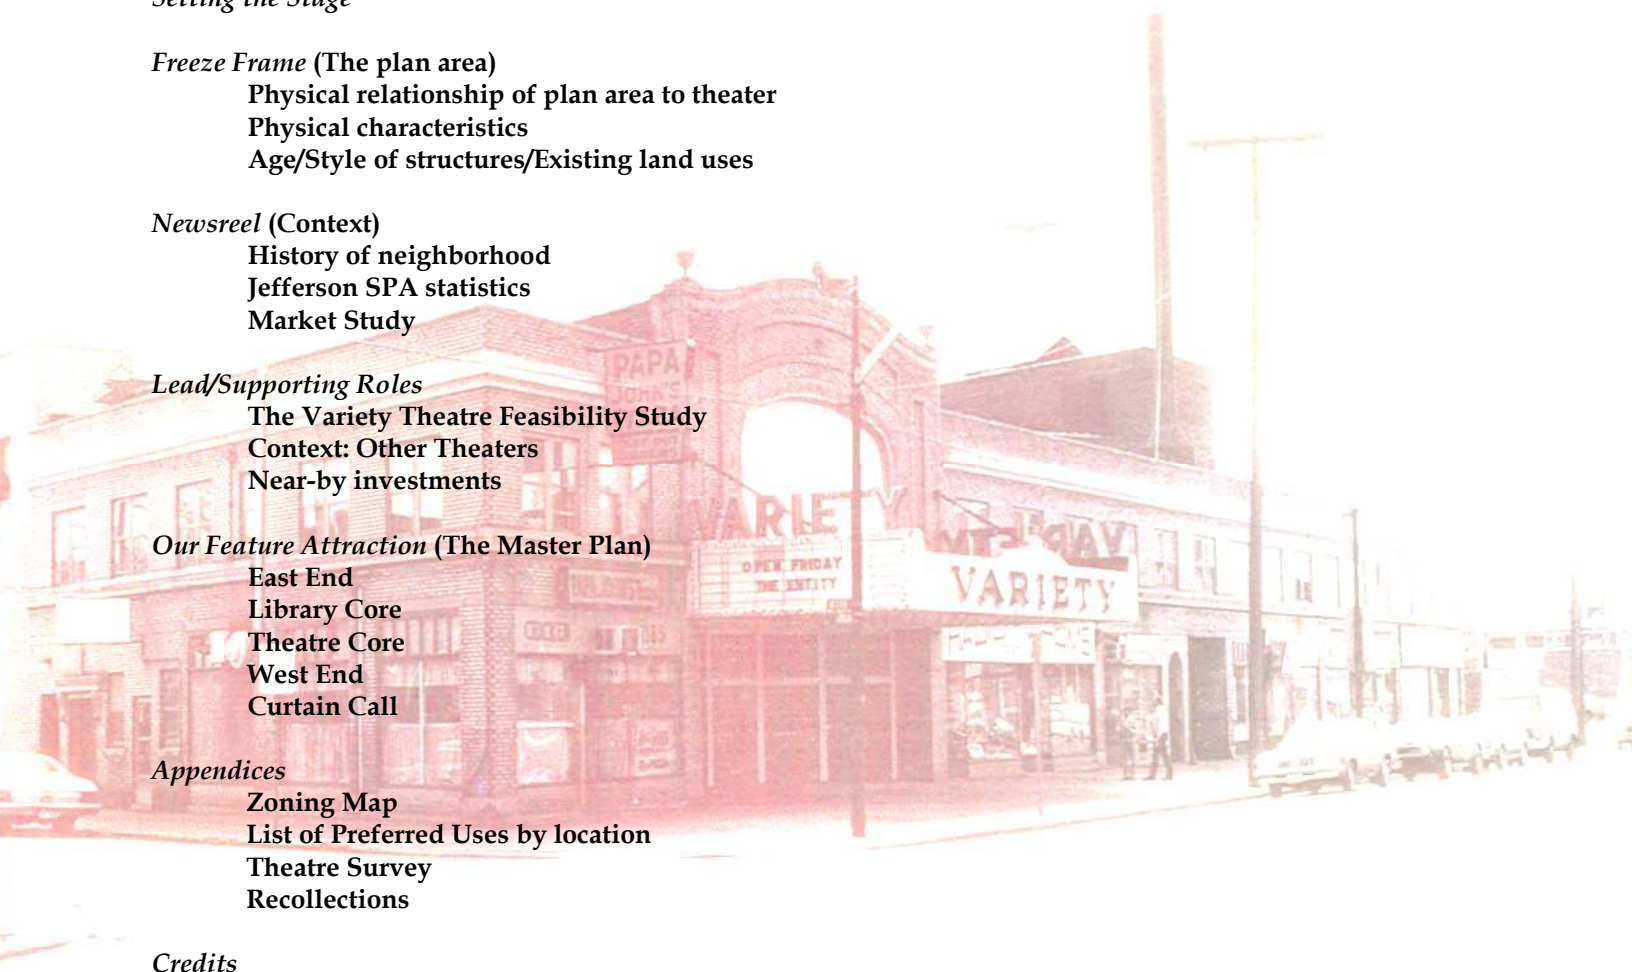 Setting the Stage
Freeze Frame (The plan area)
Physical relationship of plan area to theater
Physical characteristics
Age/Style of structures/Existing land uses
Newsreel (Context)
History of neighborhood
Jefferson SPA statistics
Market Study
Lead/Supporting Roles
The Variety Theatre Feasibility Study
Context: Other Theaters
Near-by investments
Our Feature Attraction (The Master Plan)
East End
Library Core
Theatre Core
West End
Curtain Call
Appendices
Zoning Map
List of Preferred Uses by location
Theatre Survey
Recollections
Credits
PAPA
VARIETY
OPEN FRIDAY
THE ENTITY
VARIETY
VARIETY